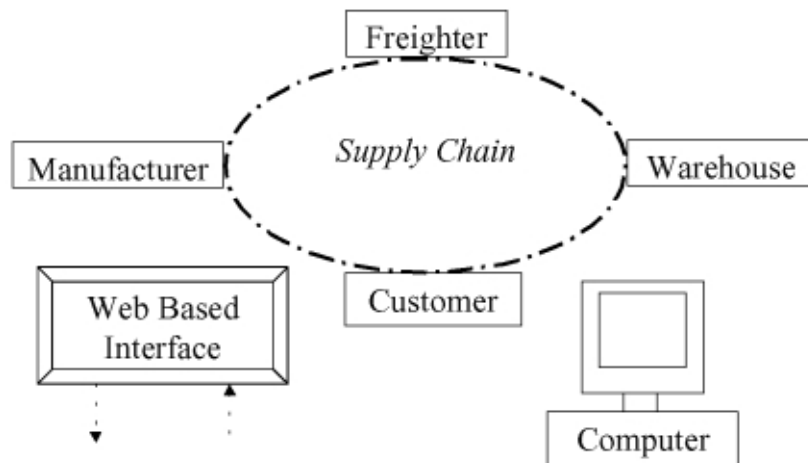 Freighter
Supply Chain
Manufacturer
Warehouse
Customer
Web Based
Interface
Computer